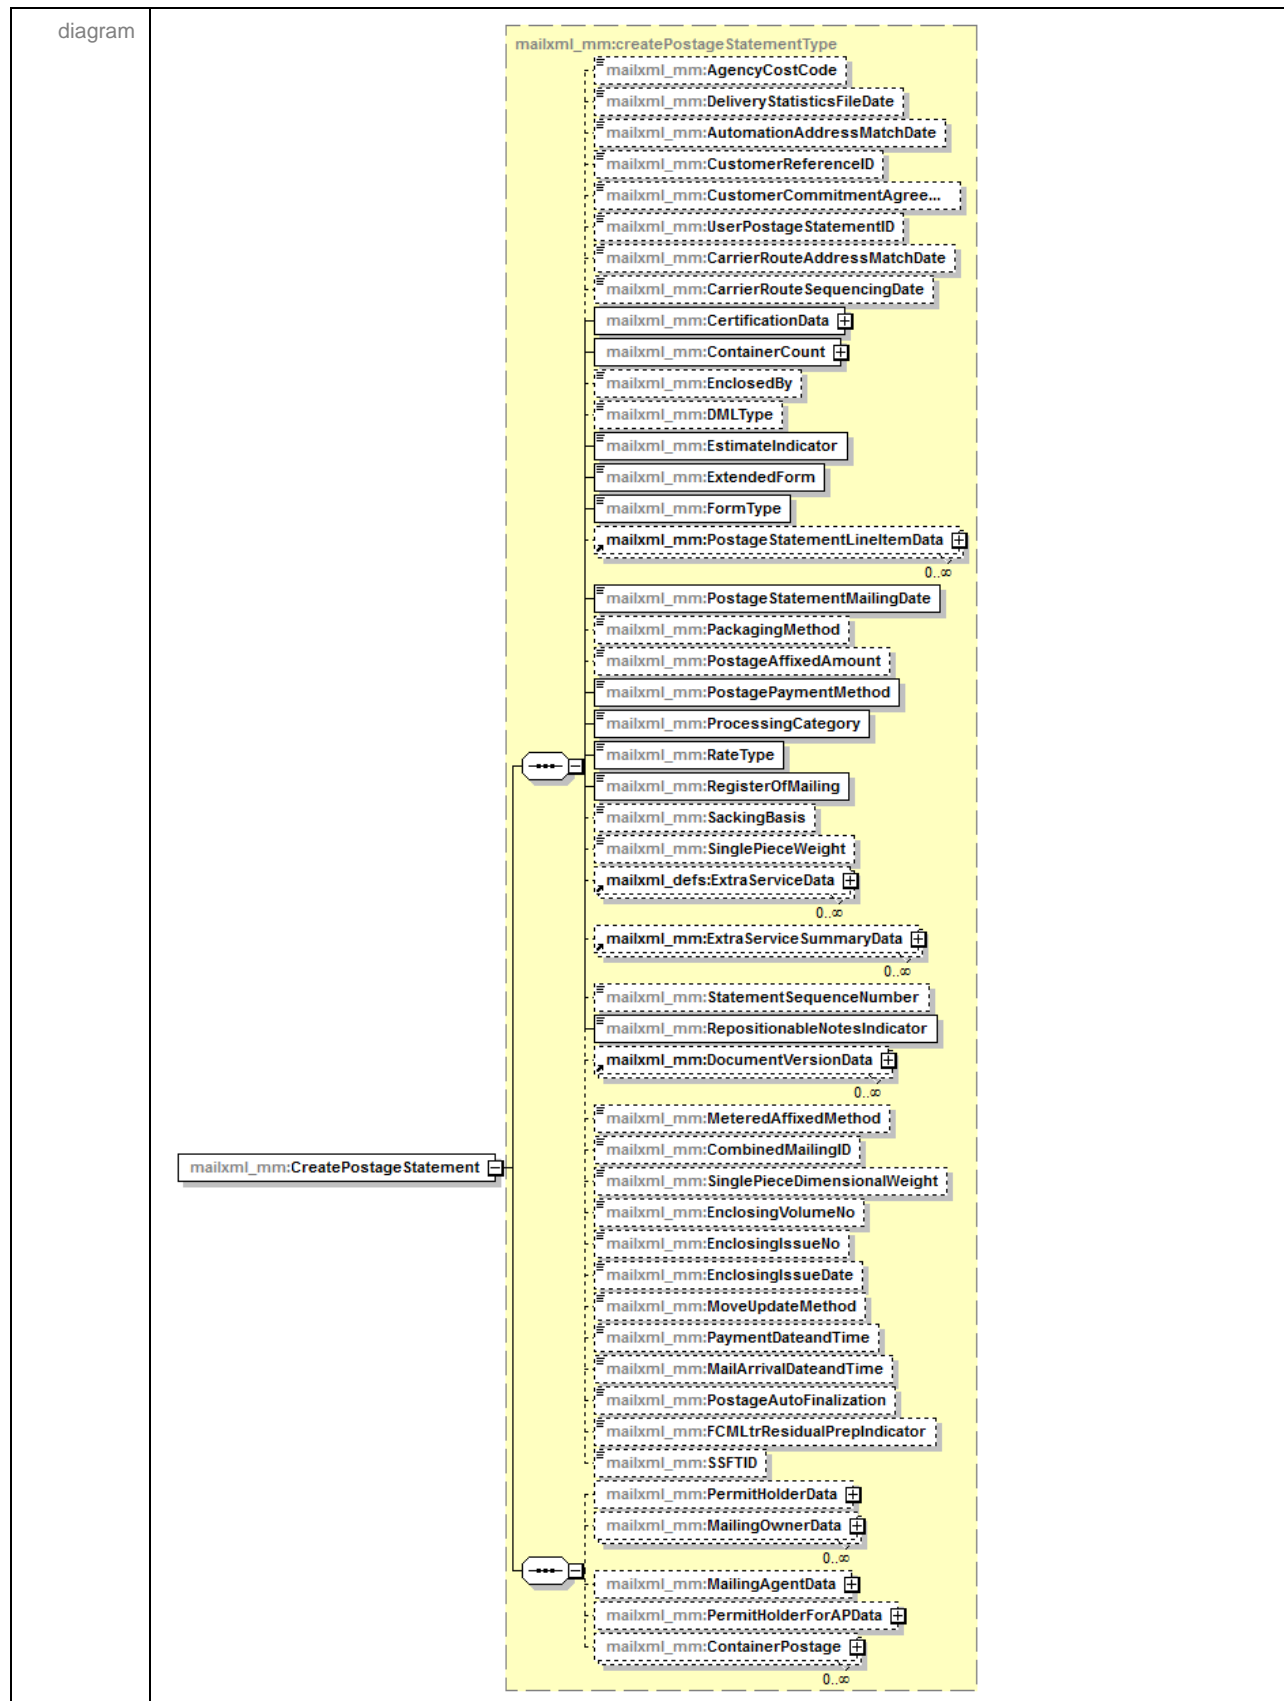 diagram
mailxml_mm:createPostageStatementType
mailxml_mm:AgencyCostCode
mailxml_mm:DeliveryStatisticsFileDate
mailxml_mm:AutomationAddressMatchDate
mailxml_mm:CustomerReferenceID
mailxml_mm:CustomerCommitmentAgree...
mailxml_mm:UserPostageStatementID
mailxml_mm:CarrierRouteAddressMatchDate
mailxml_mm:CarrierRouteSequencingDate
mailxml_mm:CertificationData
mailxml_mm:ContainerCount
mailxml_mm:EnclosedBy
mailxml_mm:DMLType
mailxml_mm:EstimateIndicator
mailxml_mm:ExtendedForm
mailxml_mm:FormType
mailxml_mm:PostageStatementLineItemData
0..∞
mailxml_mm:PostageStatementMailingDate
mailxml_mm:PackagingMethod
mailxml_mm:PostageAffixedAmount
mailxml_mm:PostagePaymentMethod
mailxml_mm:ProcessingCategory
mailxml_mm:RateType
mailxml_mm:RegisterOfMailing
mailxml_mm:SackingBasis
mailxml_mm:SinglePieceWeight
mailxml_defs:ExtraServiceData
0..∞
mailxml_mm:ExtraServiceSummaryData
0..∞
mailxml_mm:StatementSequenceNumber
mailxml_mm:RepositionableNotesIndicator
mailxml_mm:DocumentVersionData
0..∞
mailxml_mm:MeteredAffixedMethod
mailxml_mm:CombinedMailingID
mailxml_mm:CreatePostageStatement
mailxml_mm:SinglePieceDimensionalWeight
mailxml_mm:EnclosingVolumeNo
mailxml_mm:EnclosingIssueNo
mailxml_mm:EnclosingIssueDate
mailxml_mm:MoveUpdateMethod
mailxml_mm:PaymentDateandTime
mailxml_mm:MailArrivalDateandTime
mailxml_mm:PostageAutoFinalization
mailxml_mm:FCMLtrResidualPrepIndicator
mailxml_mm:SSFTID
mailxml_mm:PermitHolderData
mailxml_mm:MailingOwnerData
0..∞
mailxml_mm:MailingAgentData
mailxml_mm:PermitHolderForAPData
mailxml_mm:ContainerPostage
0..∞